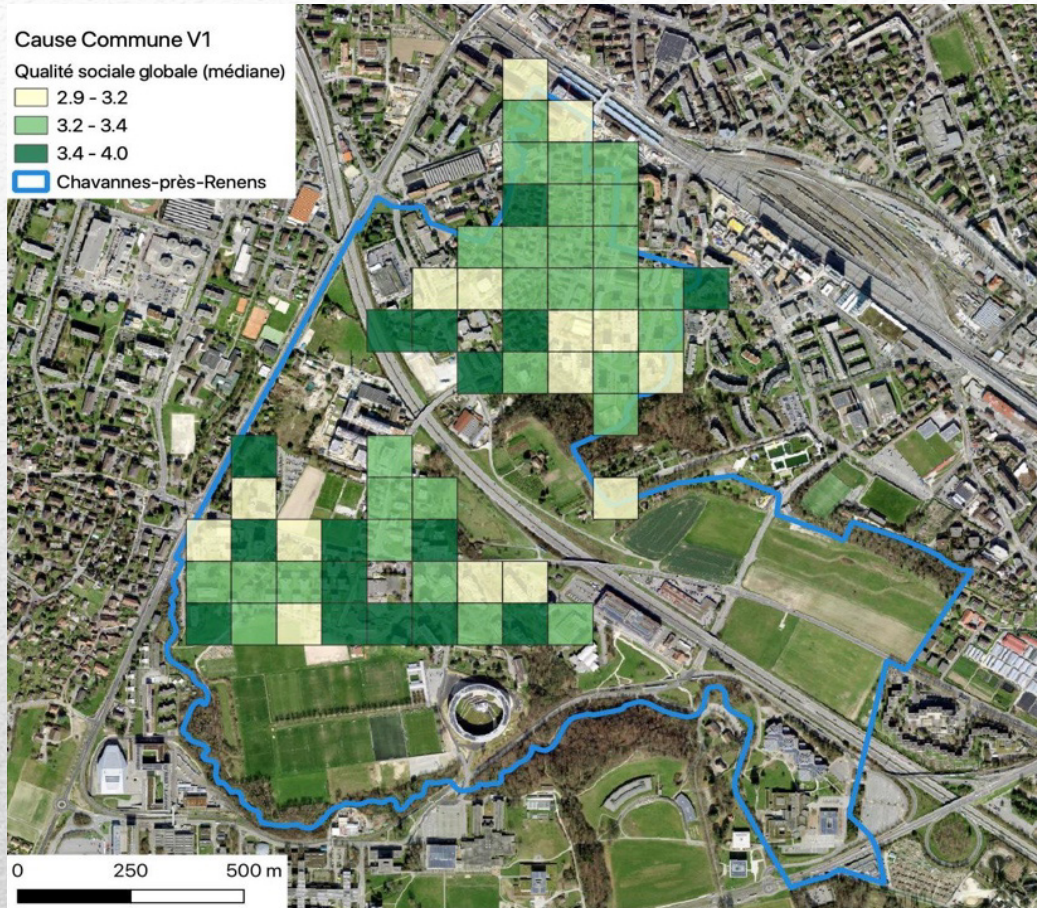 Cause Commune V1
Qualité sociale globale (médiane)
2.9 - 3.2
3.2 - 3.4
3.4 - 4.0
Chavannes-près-Renens
0 250 500 m